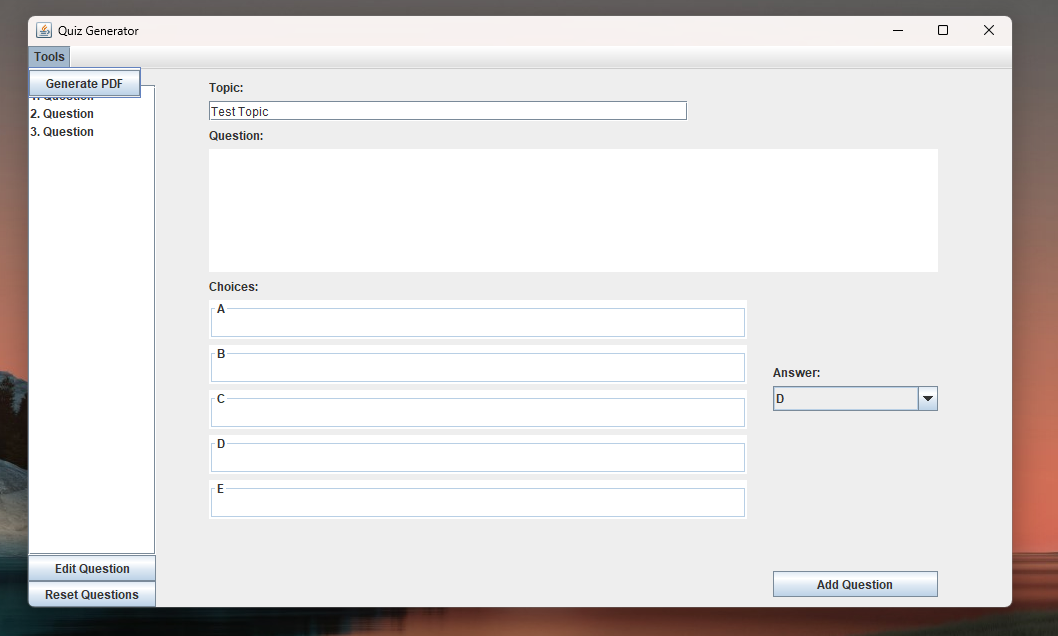 Quiz Generator
Tools
Generate PDF
1. Question
2. Question
3. Question
Edit Question
Reset Questions
Topic:
Test Topic
Question:
Choices:
A
B
C
D
E
Answer:
D
Add Question